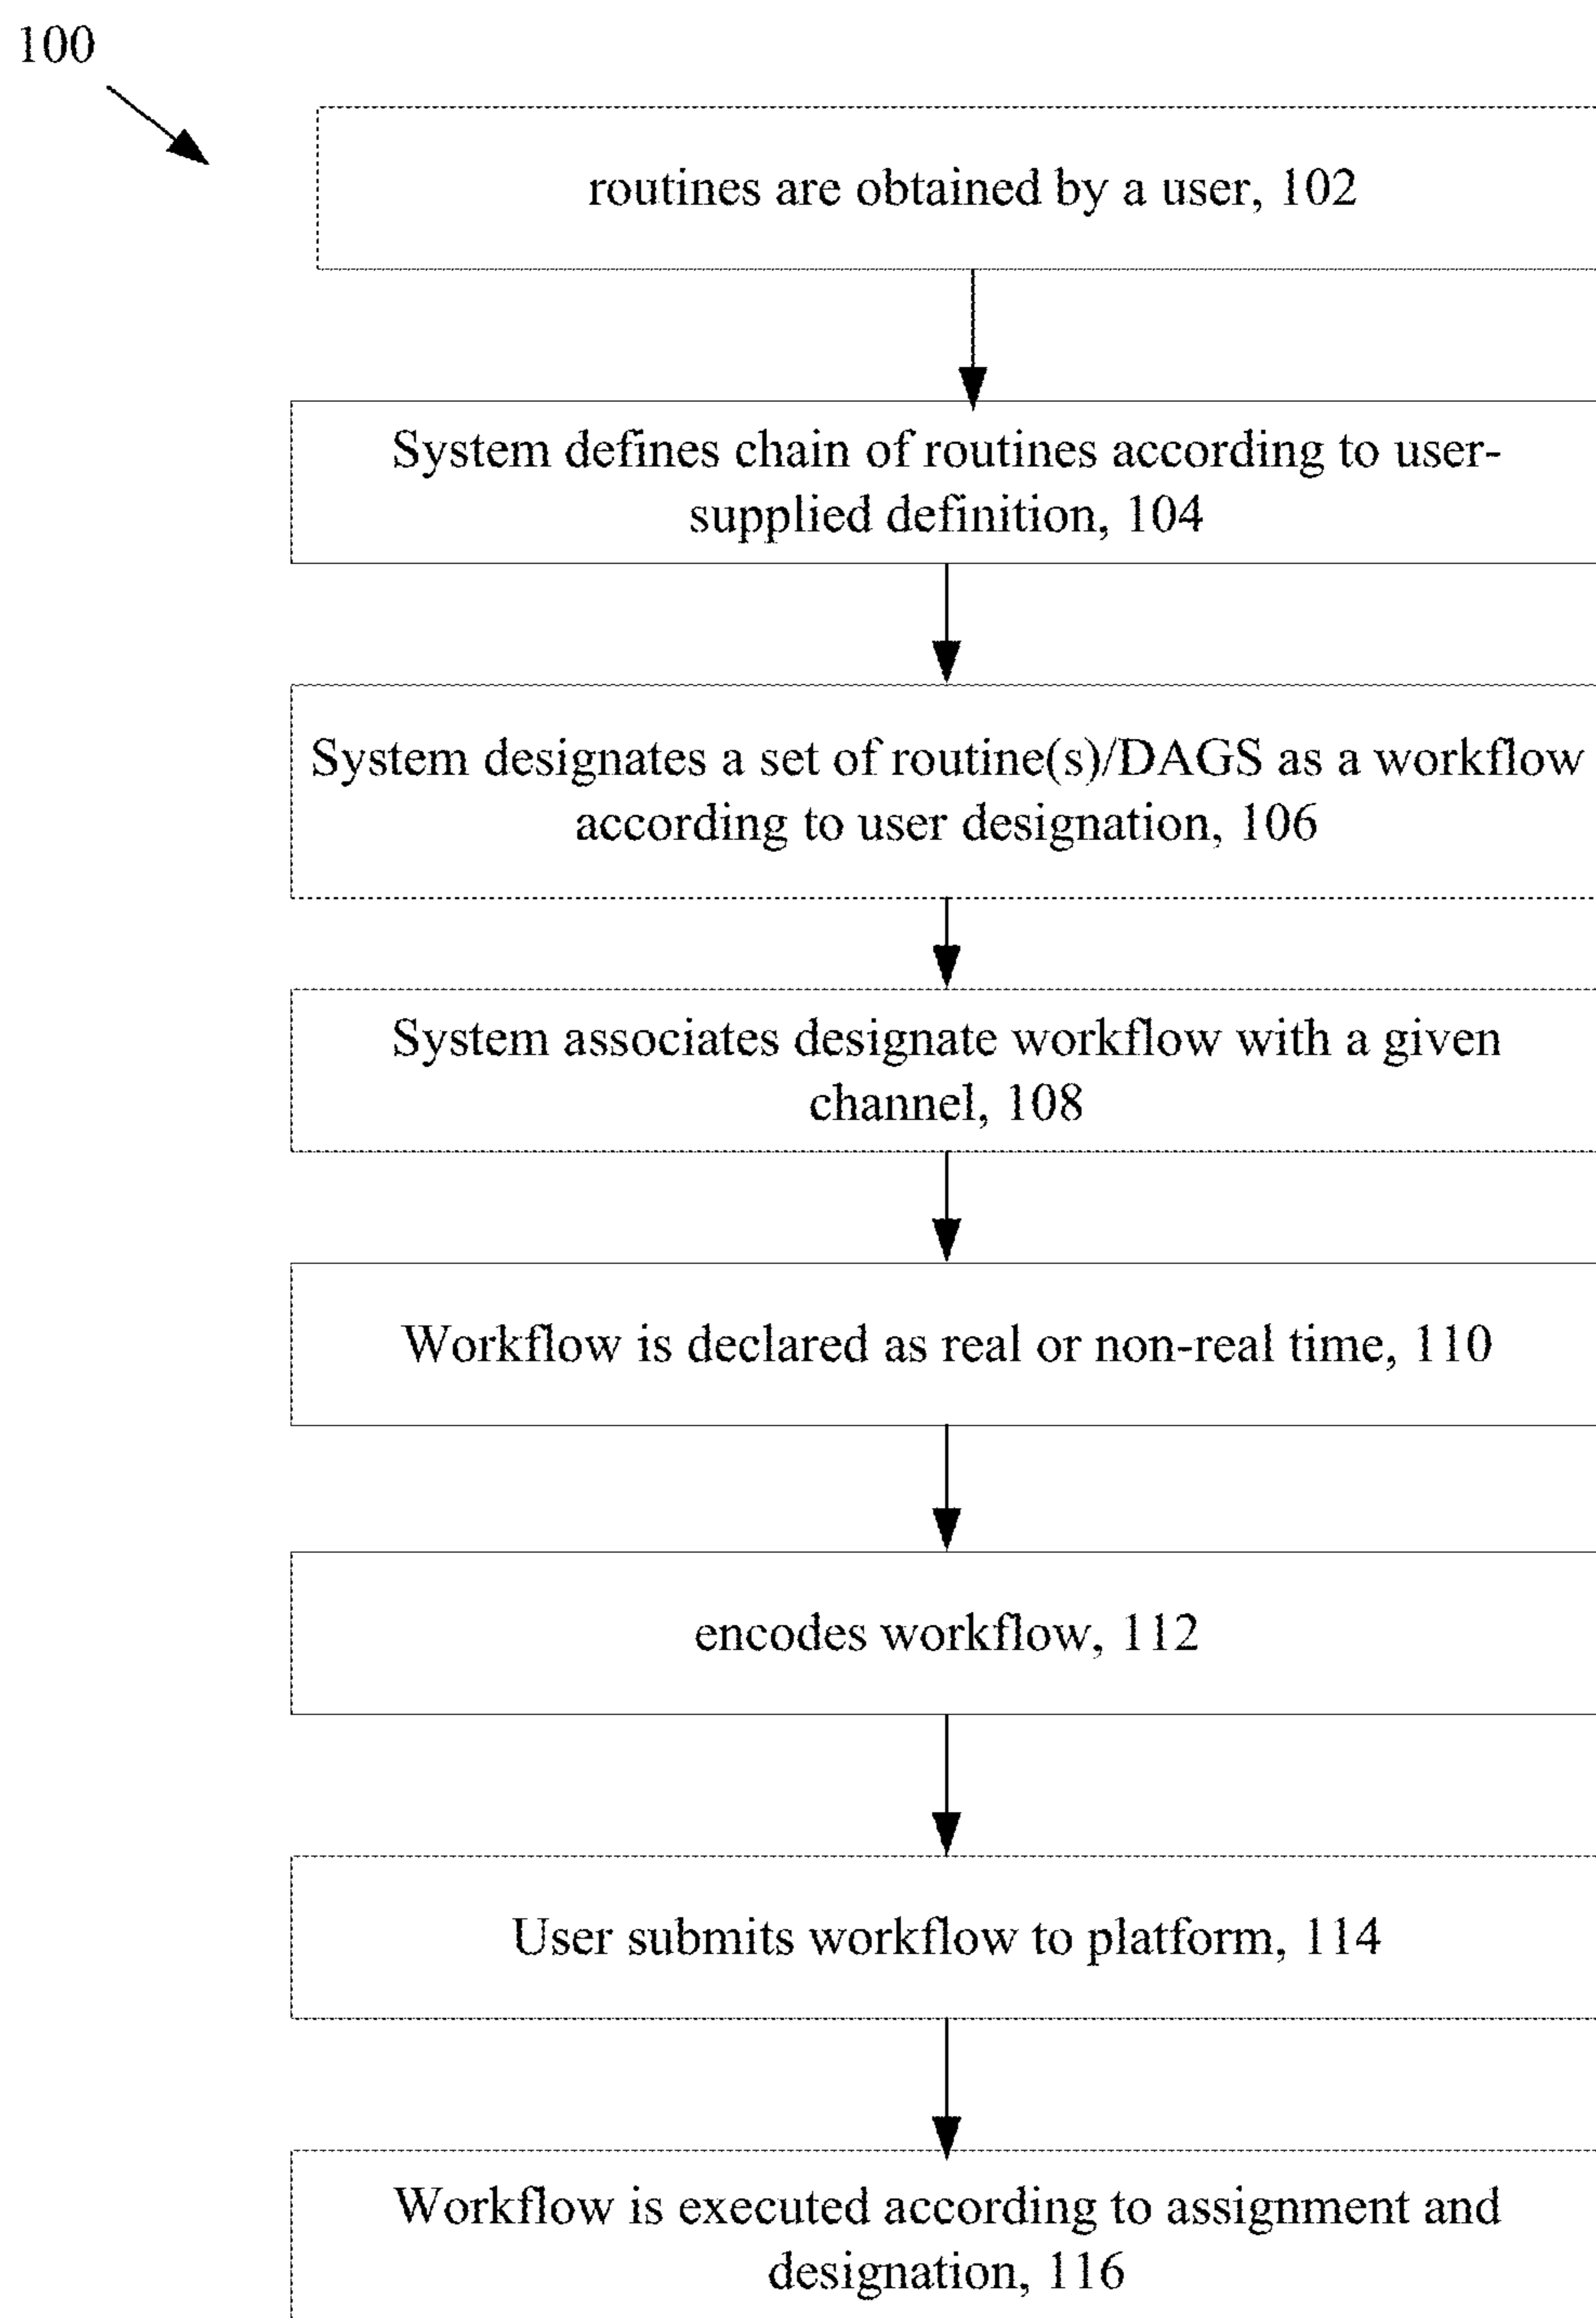 100
routines are obtained by a user, 102
System defines chain of routines according to user-
supplied definition, 104
System designates a set of routine(s)/DAGS as a workflow
according to user designation, 106
System associates designate workflow with a given
channel, 108
Workflow is declared as real or non-real time, 110
encodes workflow, 112
User submits workflow to platform, 114
Workflow is executed according to assignment and
designation, 116